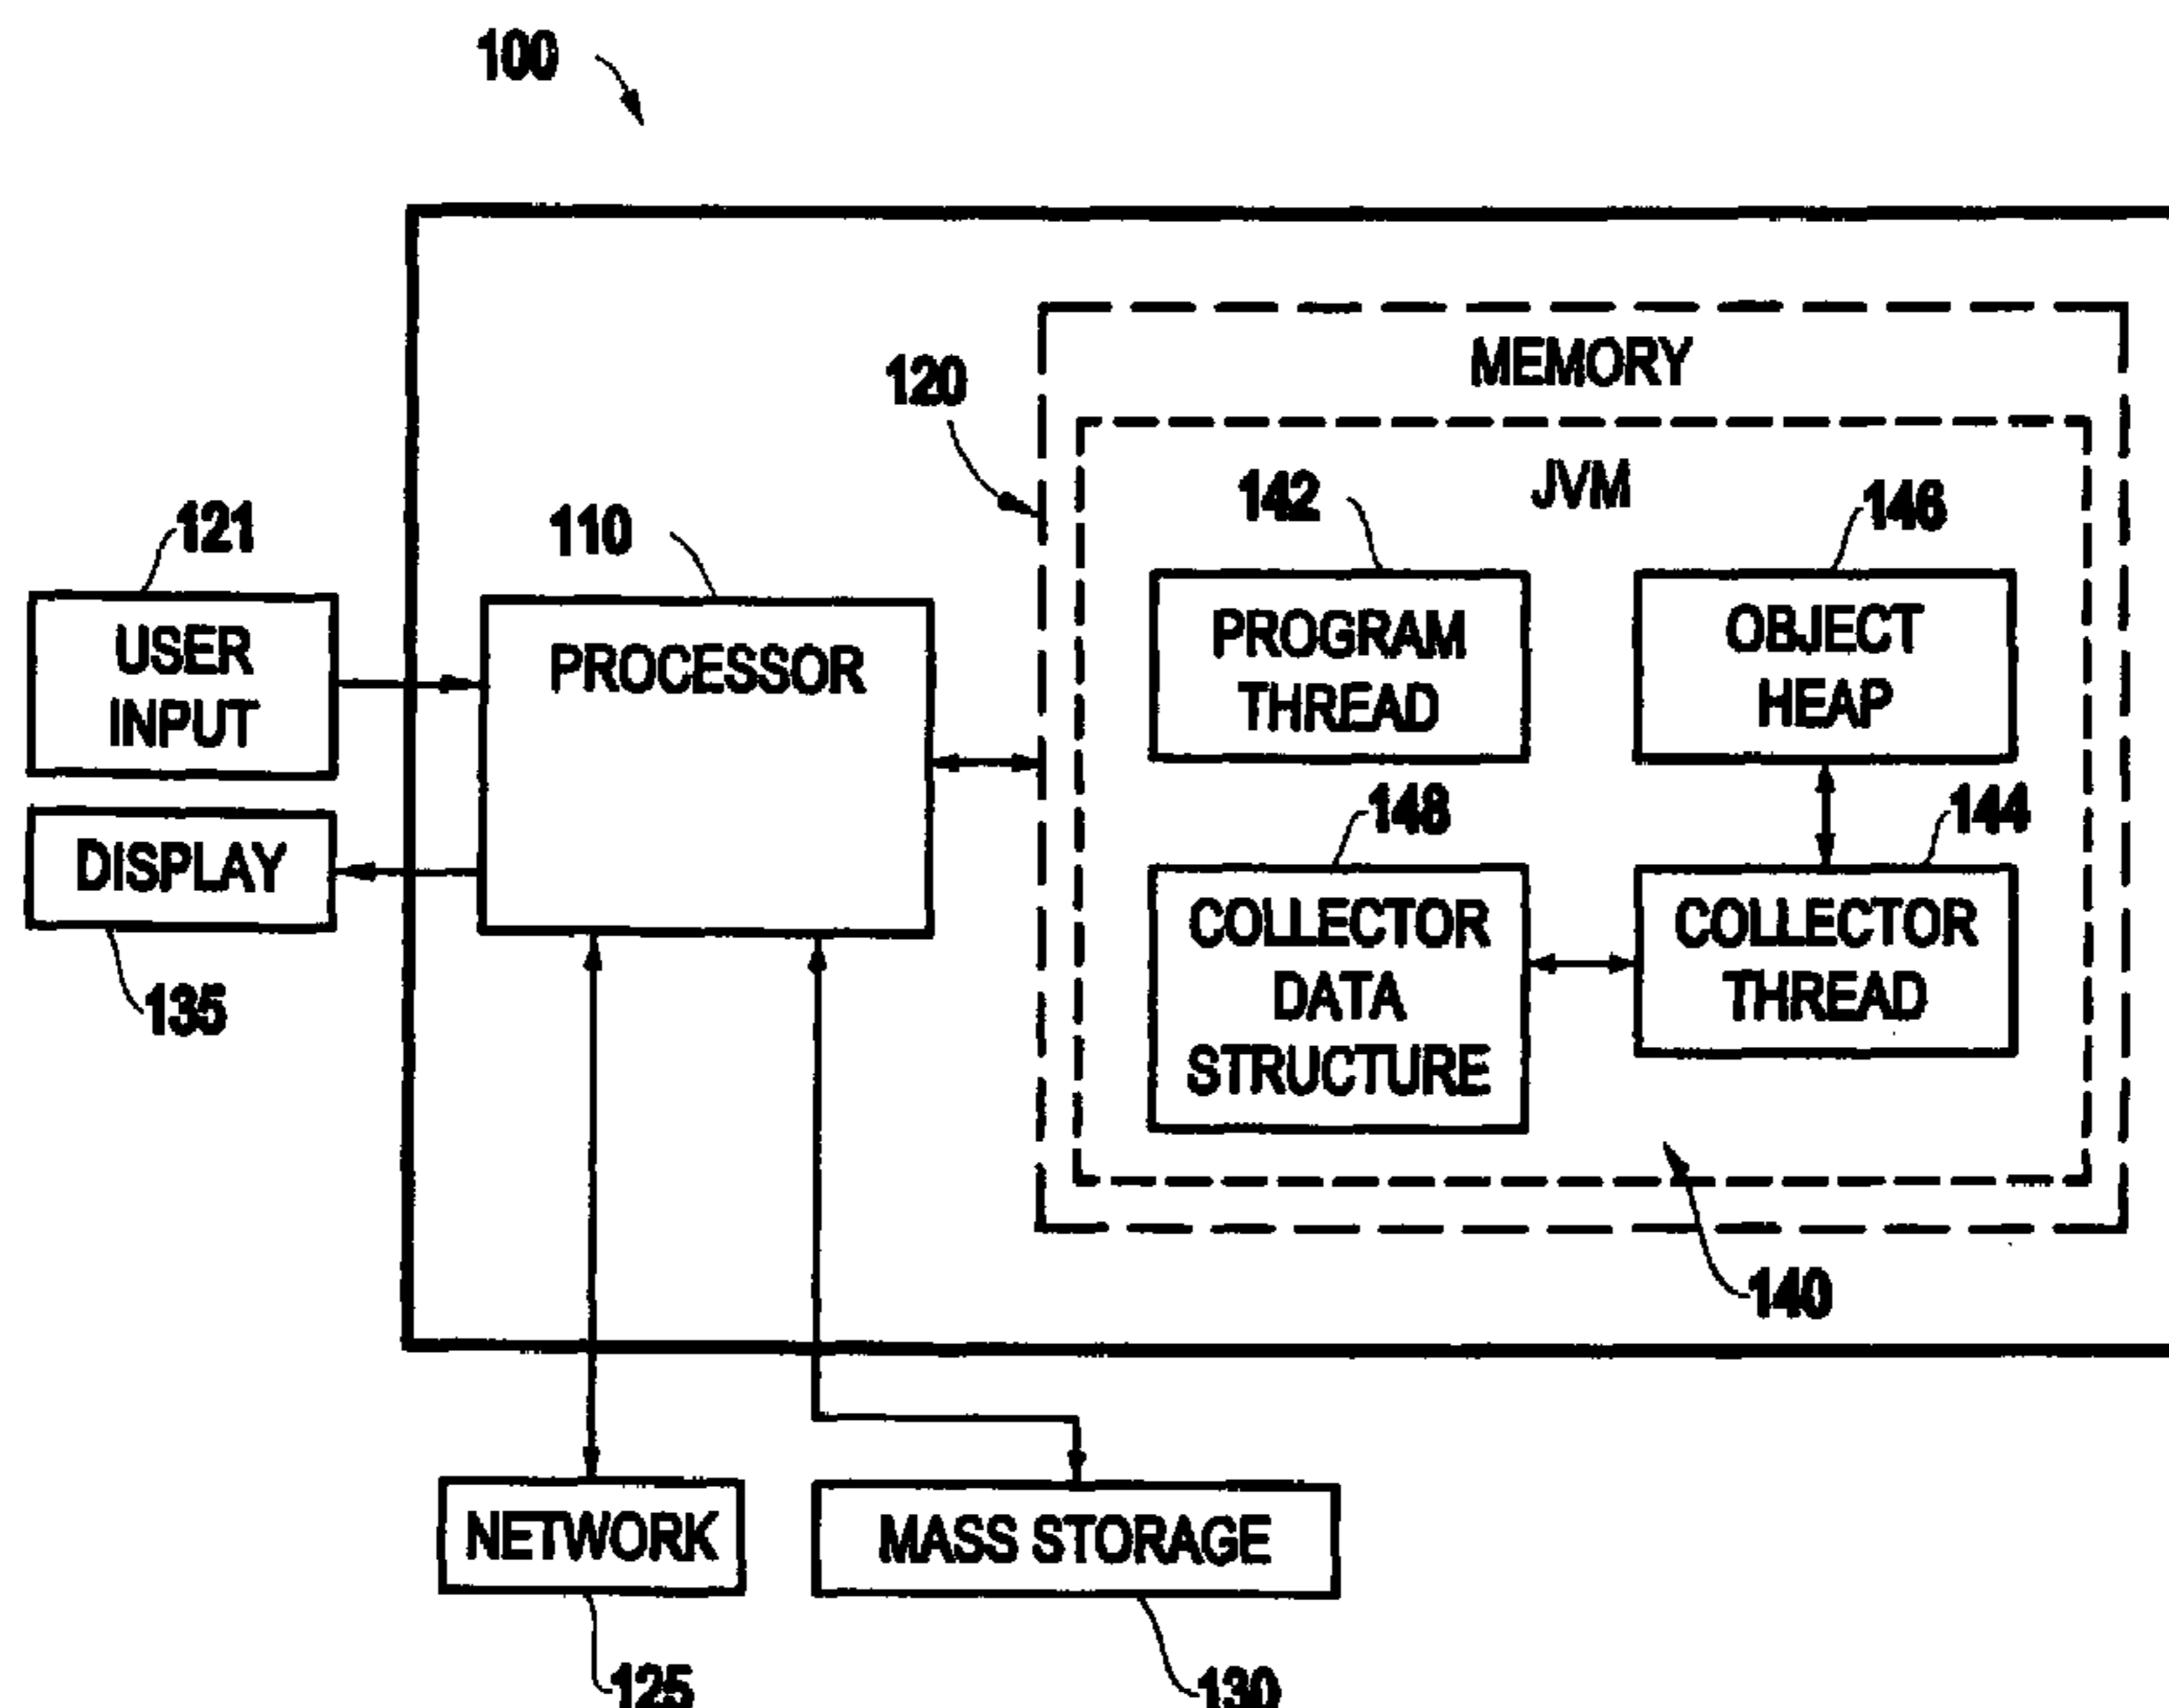 100
MEMORY
120
JVM
142
146
121
110
USER
INPUT
PROCESSOR
PROGRAM
THREAD
OBJECT
HEAP
148
144
DISPLAY
COLLECTOR
DATA
STRUCTURE
COLLECTOR
THREAD
135
140
NETWORK
MASS STORAGE
125
130